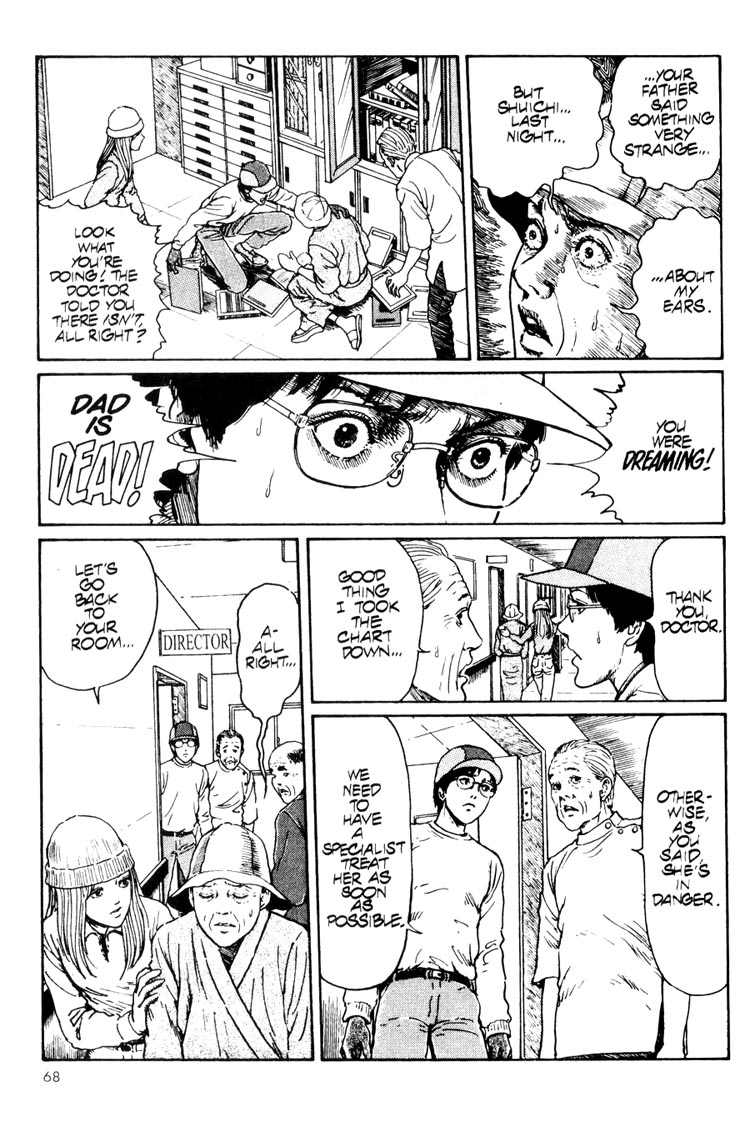 LOOK
WHAT
YOU'RE
DOING! THE
DOCTOR
TOLD YOU
THERE ISN'T,
ALL RIGHT?
BUT
SHUICHI...
LAST
NIGHT...
...YOUR
FATHER
SAID
SOMETHING
VERY
STRANGE...
...ABOUT
MY
EARS.
DAD
IS
DEAD!
YOU
WERE
DREAMING!
LET'S
GO
BACK
TO
YOUR
ROOM...
DIRECTOR
A-
ALL
RIGHT...
GOOD
THING
I TOOK
THE
CHART
DOWN...
THANK
YOU,
DOCTOR.
WE
NEED
TO
HAVE
A
SPECIALIST
TREAT
HER AS
SOON
AS
POSSIBLE.
OTHER-
WISE,
AS
YOU
SAID,
SHE'S
IN
DANGER.
68